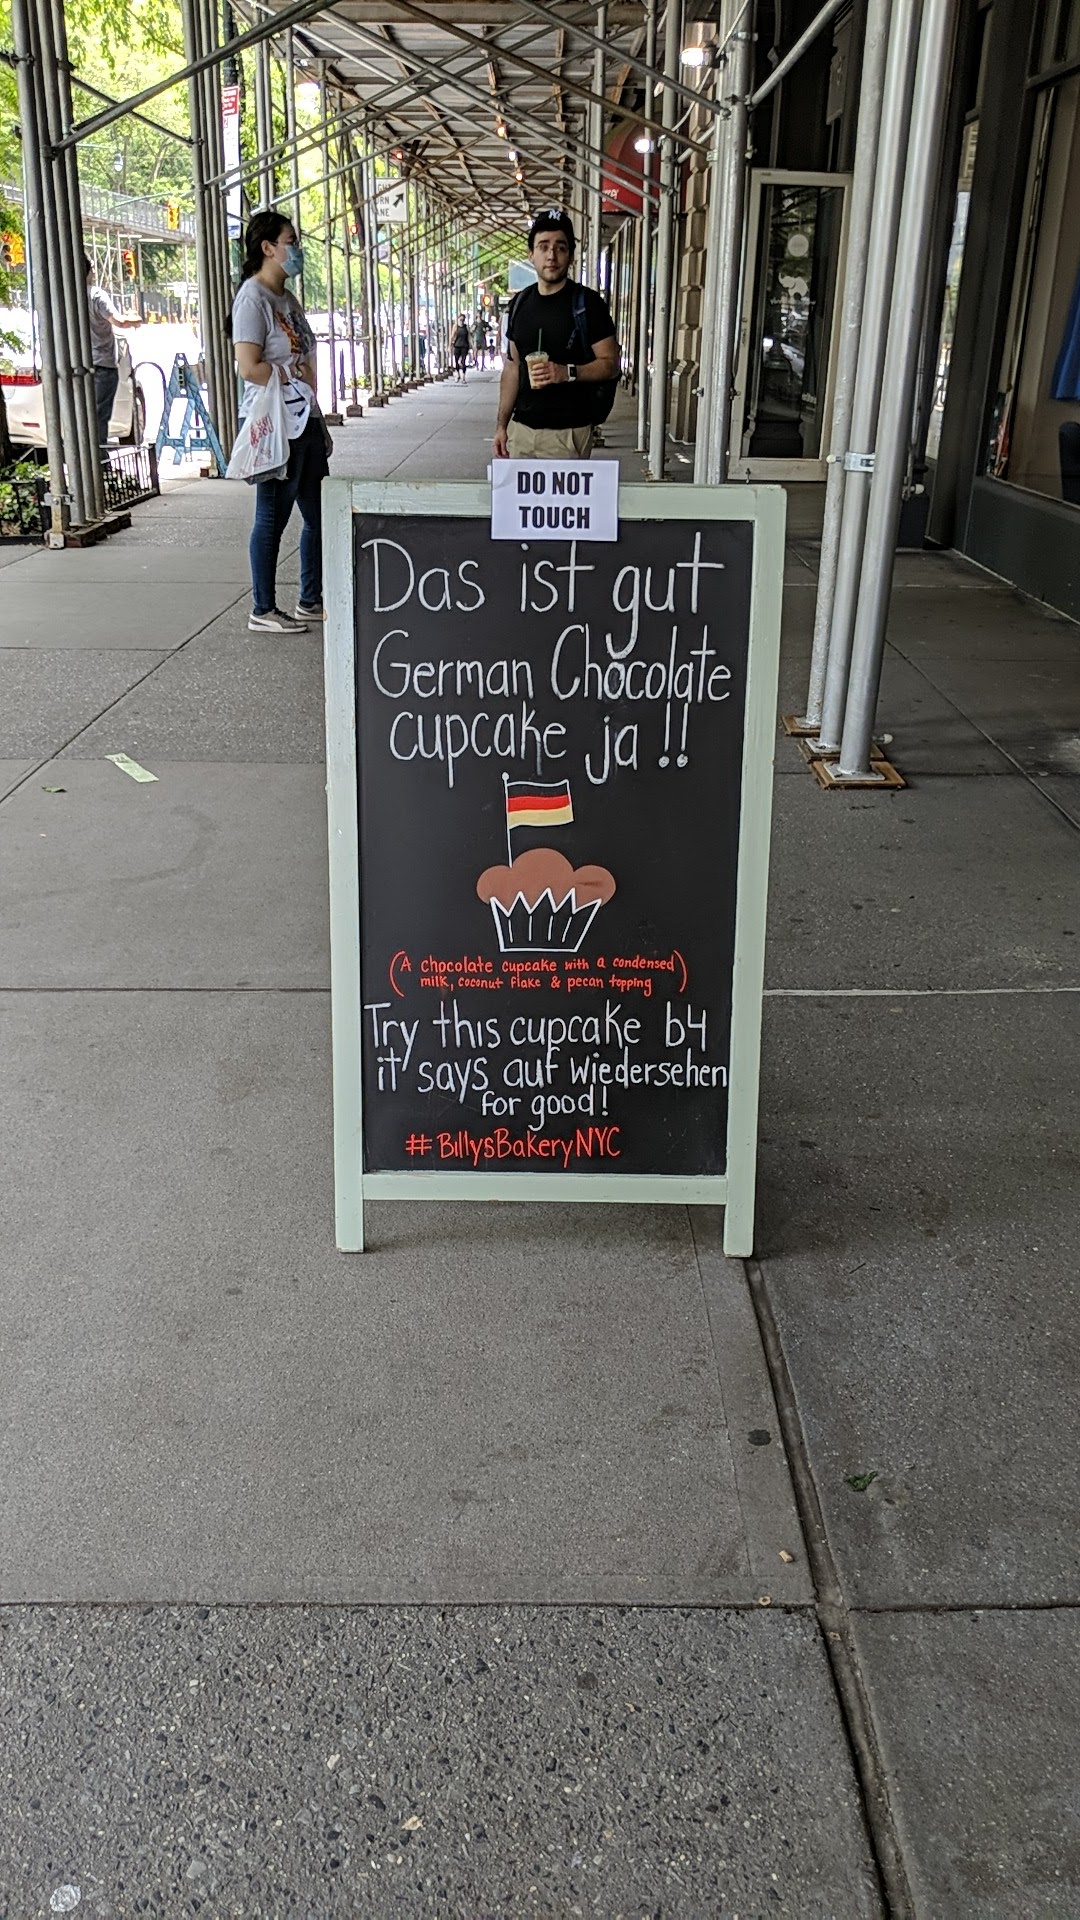 DO NOT
TOUCH
Das ist gut
German Chocolate
cupcake ja !!
(A chocolate cupcake with a condensed
milk, coconut flake & pecan topping)
Try this cupcake b4
it says auf wiedersehen
for good!
#BillysBakeryNYC